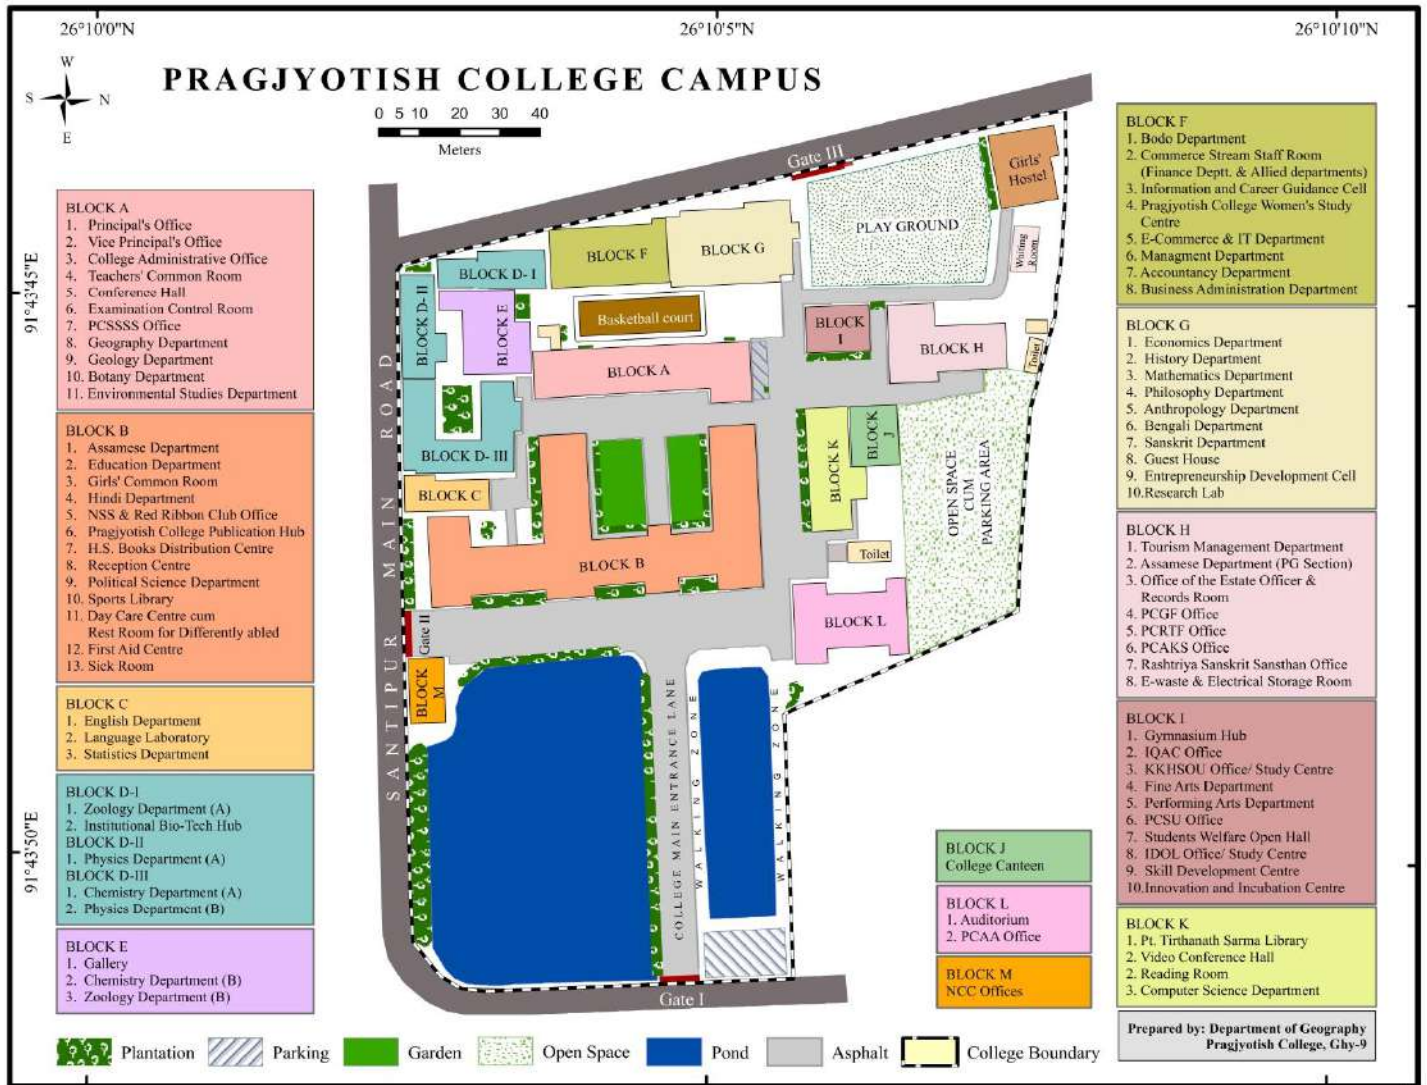 26°10'0"N
26°10'5"N
26°10'10"N
W
S
N
E
PRAGJYOTISH COLLEGE CAMPUS
0 5 10 20 30 40
Meters
91°43'45"E
91°43'50"E
BLOCK A
1. Principal's Office
2. Vice Principal's Office
3. College Administrative Office
4. Teachers' Common Room
5. Conference Hall
6. Examination Control Room
7. PCSSSS Office
8. Geography Department
9. Geology Department
10. Botany Department
11. Environmental Studies Department
BLOCK B
1. Assamese Department
2. Education Department
3. Girls' Common Room
4. Hindi Department
5. NSS & Red Ribbon Club Office
6. Pragjyotish College Publication Hub
7. H.S. Books Distribution Centre
8. Reception Centre
9. Political Science Department
10. Sports Library
11. Day Care Centre cum
Rest Room for Differently abled
12. First Aid Centre
13. Sick Room
BLOCK C
1. English Department
2. Language Laboratory
3. Statistics Department
BLOCK D-I
1. Zoology Department (A)
2. Institutional Bio-Tech Hub
BLOCK D-II
1. Physics Department (A)
BLOCK D-III
1. Chemistry Department (A)
2. Physics Department (B)
BLOCK E
1. Gallery
2. Chemistry Department (B)
3. Zoology Department (B)
Gate III
Girls'
Hostel
PLAY GROUND
Waiting
Room
BLOCK F
BLOCK G
BLOCK D- I
BLOCK D- II
BLOCK E
Basketball court
BLOCK
I
BLOCK H
Toilet
BLOCK A
BLOCK D- III
BLOCK K
BLOCK
J
OPEN SPACE
CUM
PARKING AREA
BLOCK C
BLOCK B
Toilet
BLOCK L
Gate II
BLOCK
M
SANTIPUR MAIN ROAD
COLLEGE MAIN ENTRANCE LANE
WALKING ZONE
WALKING ZONE
Gate I
BLOCK F
1. Bodo Department
2. Commerce Stream Staff Room
(Finance Deptt. & Allied departments)
3. Information and Career Guidance Cell
4. Pragjyotish College Women's Study
Centre
5. E-Commerce & IT Department
6. Managment Department
7. Accountancy Department
8. Business Administration Department
BLOCK G
1. Economics Department
2. History Department
3. Mathematics Department
4. Philosophy Department
5. Anthropology Department
6. Bengali Department
7. Sanskrit Department
8. Guest House
9. Entrepreneurship Development Cell
10.Research Lab
BLOCK H
1. Tourism Management Department
2. Assamese Department (PG Section)
3. Office of the Estate Officer &
Records Room
4. PCGF Office
5. PCRTF Office
6. PCAKS Office
7. Rashtriya Sanskrit Sansthan Office
8. E-waste & Electrical Storage Room
BLOCK I
1. Gymnasium Hub
2. IQAC Office
3. KKHSOU Office/ Study Centre
4. Fine Arts Department
5. Performing Arts Department
6. PCSU Office
7. Students Welfare Open Hall
8. IDOL Office/ Study Centre
9. Skill Development Centre
10.Innovation and Incubation Centre
BLOCK J
College Canteen
BLOCK L
1. Auditorium
2. PCAA Office
BLOCK M
NCC Offices
BLOCK K
1. Pt. Tirthanath Sarma Library
2. Video Conference Hall
2. Reading Room
3. Computer Science Department
Prepared by: Department of Geography
Pragjyotish College, Ghy-9
Plantation
Parking
Garden
Open Space
Pond
Asphalt
College Boundary